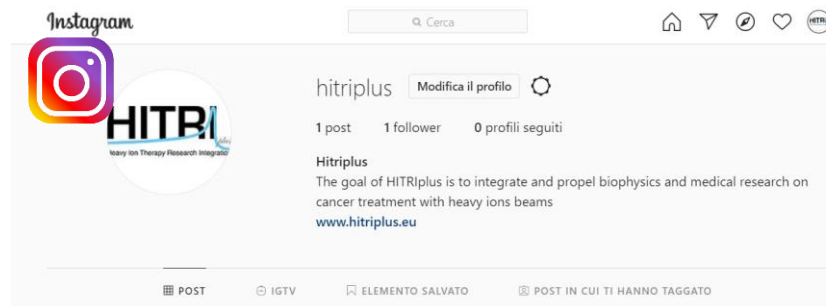 Instagram
Cerca
HITRI
HITRI plus
Heavy Ion Therapy Research Integration
hitriplus Modifica il profilo
1 post 1 follower 0 profili seguiti
Hitriplus
The goal of HITRIplus is to integrate and propel biophysics and medical research on
cancer treatment with heavy ions beams
www.hitriplus.eu
POST IGTV ELEMENTO SALVATO POST IN CUI TI HANNO TAGGATO